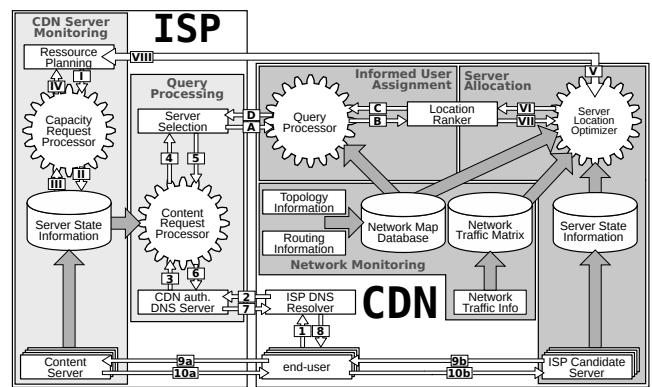 CDN Server
Monitoring
ISP
Ressource
Planning
VIII
V
IV
I
Query
Processing
Informed User
Assignment
Server
Allocation
Capacity
Request
Processor
Server
Selection
D
A
Query
Processor
C
B
Location
Ranker
VI
VII
Server
Location
Optimizer
III
II
4
5
Server State
Information
Content
Request
Processor
Topology
Information
Routing
Information
Network Map
Database
Network
Traffic Matrix
Server State
Information
Network Monitoring
3
6
CDN auth.
DNS Server
2
7
ISP DNS
Resolver
CDN
Network
Traffic Info
1
8
Content
Server
9a
10a
end-user
9b
10b
ISP Candidate
Server